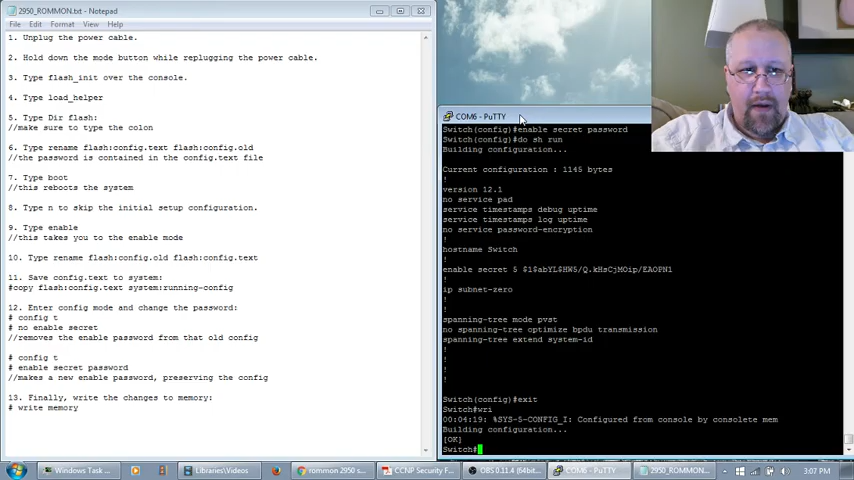 2950_ROMMON.txt - Notepad
File Edit Format View Help
1. Unplug the power cable.
2. Hold down the mode button while replugging the power cable.
3. Type flash_init over the console.
4. Type load_helper
5. Type Dir flash:
//make sure to type the colon
6. Type rename flash:config.text flash:config.old
//the password is contained in the config.text file
7. Type boot
//this reboots the system
8. Type n to skip the initial setup configuration.
9. Type enable
//this takes you to the enable mode
10. Type rename flash:config.old flash:config.text
11. Save config.text to system:
#copy flash:config.text system:running-config
12. Enter config mode and change the password:
# config t
# no enable secret
//removes the enable password from that old config
# config t
# enable secret password
//makes a new enable password, preserving the config
13. Finally, write the changes to memory:
# write memory
COM6 - PuTTY
Switch(config)#enable secret password
Switch(config)#do sh run
Building configuration...
Current configuration : 1145 bytes
!
version 12.1
no service pad
service timestamps debug uptime
service timestamps log uptime
no service password-encryption
!
hostname Switch
!
enable secret 5 $1$abYL$HW5/Q.kHsCjMOip/EAOPN1
!
ip subnet-zero
!
!
spanning-tree mode pvst
no spanning-tree optimize bpdu transmission
spanning-tree extend system-id
!
!
!
!
!
Switch(config)#exit
Switch#wri
00:04:19: %SYS-5-CONFIG_I: Configured from console by consolete mem
Building configuration...
[OK]
Switch#
Windows Task ... Libraries\Videos rommon 2950 s... CCNP Security F... OBS 0.11.4 (64bit... COM6 - PuTTY 2950_ROMMON... 3:07 PM